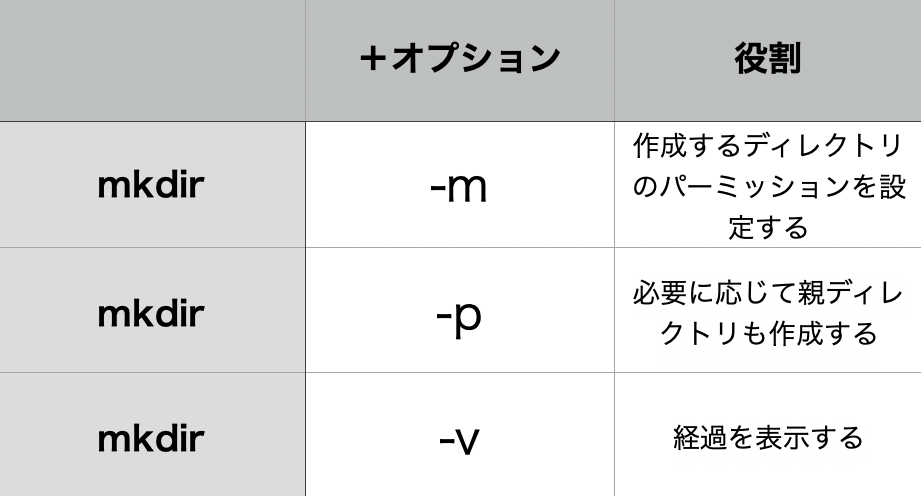 ＋オプション 役割
mkdir -m 作成するディレクトリ
のパーミッションを設
定する
mkdir -p 必要に応じて親ディレ
クトリも作成する
mkdir -v 経過を表示する